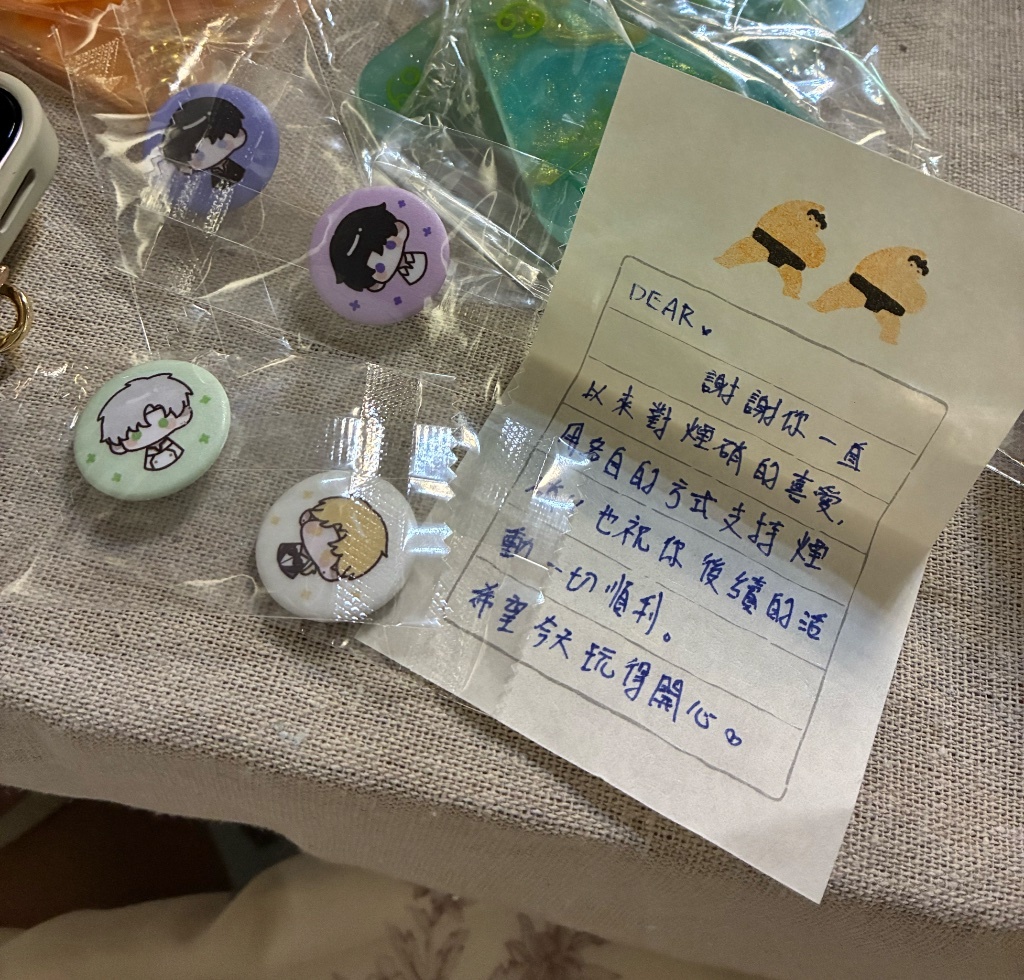 DEAR.
謝謝你一直
以來對煙硝的喜愛,
用各自的方式支持煙
,也祝你後續的活
動一切順利。
希望今天玩得開心。